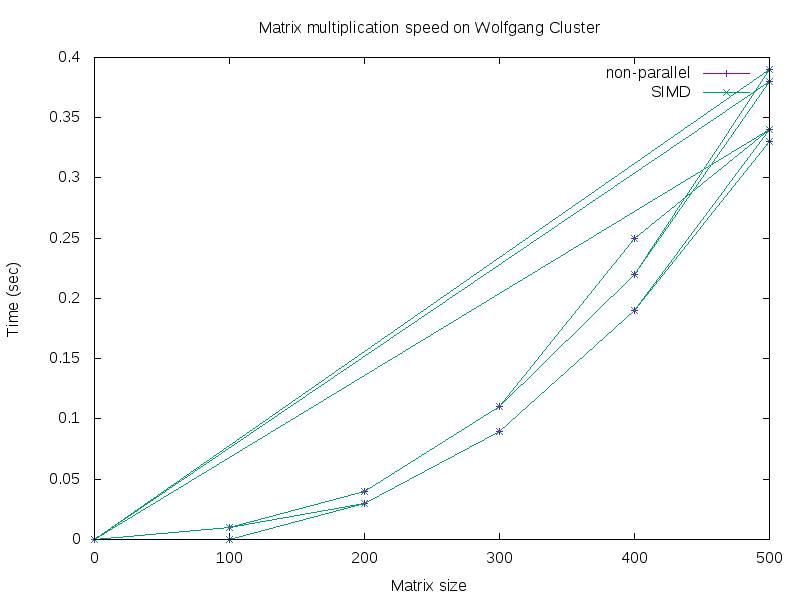 Matrix multiplication speed on Wolfgang Cluster
0.4
non-parallel
SIMD
0.35
0.3
0.25
0.2
0.15
0.1
0.05
0
0 100 200 300 400 500
Time (sec)
Matrix size